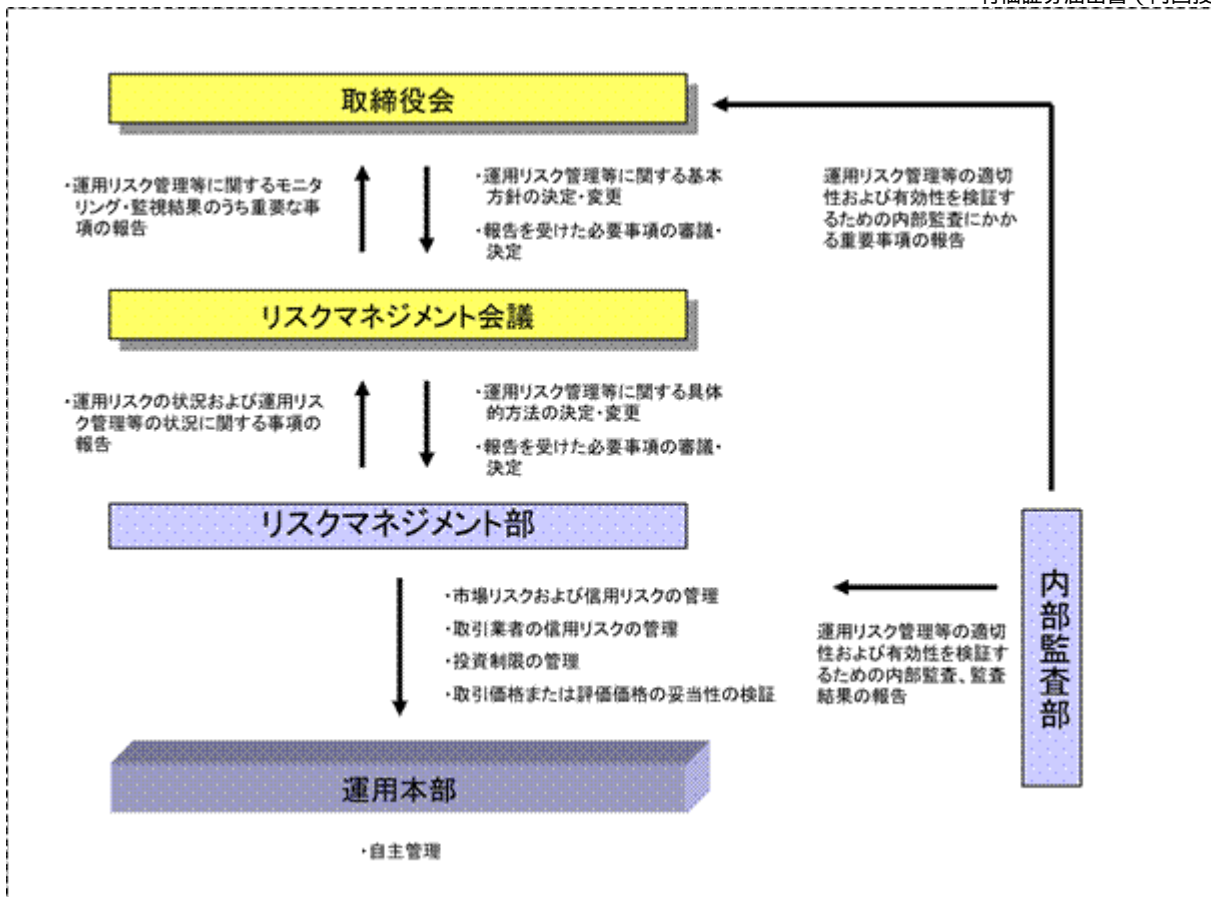 取締役会
・運用リスク管理等に関するモニタ
リング・監視結果のうち重要な事
項の報告
・運用リスク管理等に関する基本
方針の決定・変更
・報告を受けた必要事項の審議・
決定
運用リスク管理等の適切
性および有効性を検証す
るための内部監査にかか
る重要事項の報告
リスクマネジメント会議
・運用リスクの状況および運用リス
ク管理等の状況に関する事項の
報告
・運用リスク管理等に関する具体
的方法の決定・変更
・報告を受けた必要事項の審議・
決定
リスクマネジメント部
・市場リスクおよび信用リスクの管理
・取引業者の信用リスクの管理
・投資制限の管理
・取引価格または評価価格の妥当性の検証
運用リスク管理等の適切
性および有効性を検証す
るための内部監査、監査
結果の報告
内部監査部
運用本部
・自主管理